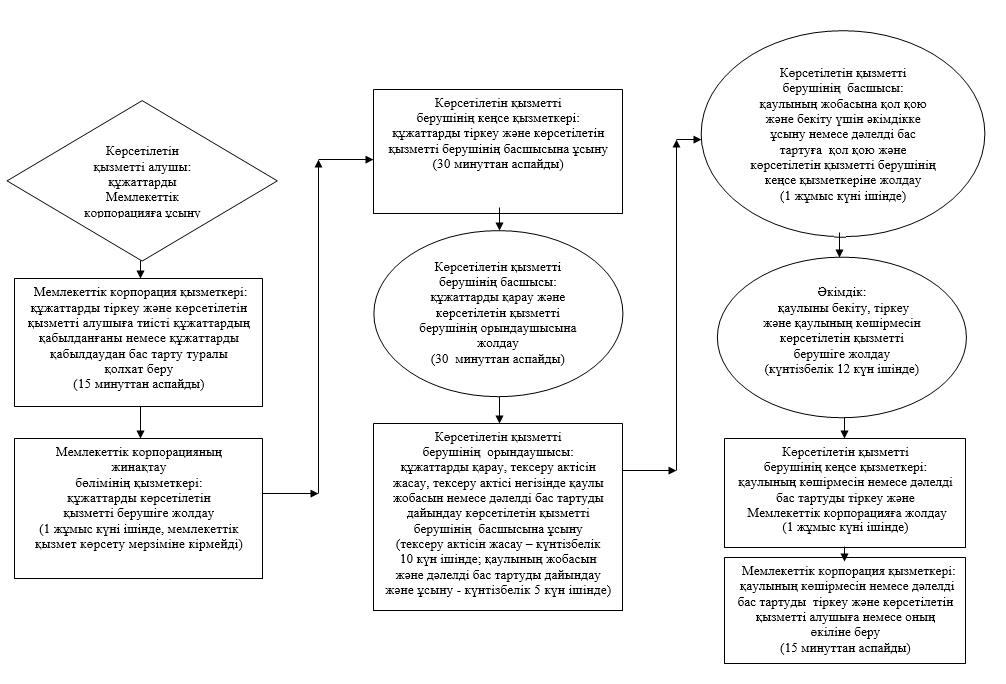 Көрсетілетін
қызметті алушы:
құжаттарды
Мемлекеттік
корпорацияға ұсыну
Мемлекеттік корпорация қызметкері:
құжаттарды тіркеу және көрсетілетін
қызметті алушыға тиісті құжаттардың
қабылданғаны немесе құжаттарды
қабылдаудан бас тарту туралы
қолхат беру
(15 минуттан аспайды)
Мемлекеттік корпорацияның
жинақтау
бөлімінің қызметкері:
құжаттарды көрсетілетін
қызметті берушіге жолдау
(1 жұмыс күні ішінде, мемлекеттік
қызмет көрсету мерзіміне кірмейді)
Көрсетілетін қызметті
берушінің кеңсе қызметкері:
құжаттарды тіркеу және көрсетілетін
қызметті берушінің басшысына ұсыну
(30 минуттан аспайды)
Көрсетілетін қызметті
берушінің басшысы:
құжаттарды қарау және
көрсетілетін қызметті
берушінің орындаушысына
жолдау
(30 минуттан аспайды)
Көрсетілетін қызметті
берушінің орындаушысы:
құжаттарды қарау, тексеру актісін
жасау, тексеру актісі негізінде қаулы
жобасын немесе дәлелді бас тартуды
дайындау көрсетілетін қызметті
берушінің басшысына ұсыну
(тексеру актісін жасау – күнтізбелік
10 күн ішінде; қаулының жобасын
және дәлелді бас тартуды дайындау
және ұсыну - күнтізбелік 5 күн ішінде)
Көрсетілетін қызметті
берушінің басшысы:
қаулының жобасына қол қою
және бекіту үшін әкімдікке
ұсыну немесе дәлелді бас
тартуға қол қою және
көрсетілетін қызметті берушінің
кеңсе қызметкеріне жолдау
(1 жұмыс күні ішінде)
Әкімдік:
қаулыны бекіту, тіркеу
және қаулының көшірмесін
көрсетілетін қызметті
берушіге жолдау
(күнтізбелік 12 күн ішінде)
Көрсетілетін қызметті
берушінің кеңсе қызметкері:
қаулының көшірмесін немесе дәлелді
бас тартуды тіркеу және
Мемлекеттік корпорацияға жолдау
(1 жұмыс күні ішінде)
Мемлекеттік корпорация қызметкері:
қаулының көшірмесін немесе дәлелді
бас тартуды тіркеу және көрсетілетін
қызметті алушыға немесе оның
өкіліне беру
(15 минуттан аспайды)